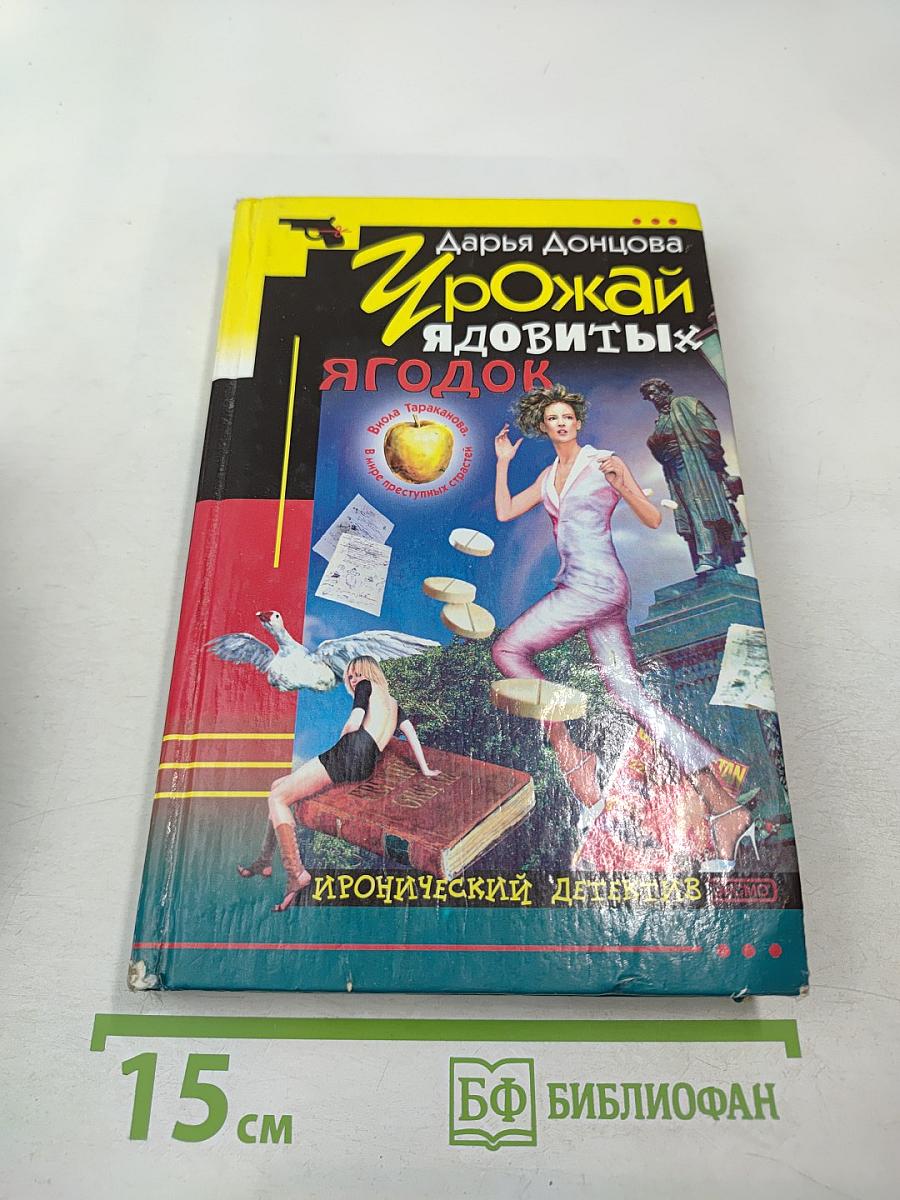 Дарья Донцова
Урожай
ядовитых
ягодок
Виола Тараканова.
В мире преступных страстей
ИРОНИЧЕСКИЙ ДЕТЕКТИВ
ЭКСМО
15 см
БФ БИБЛИОФАН